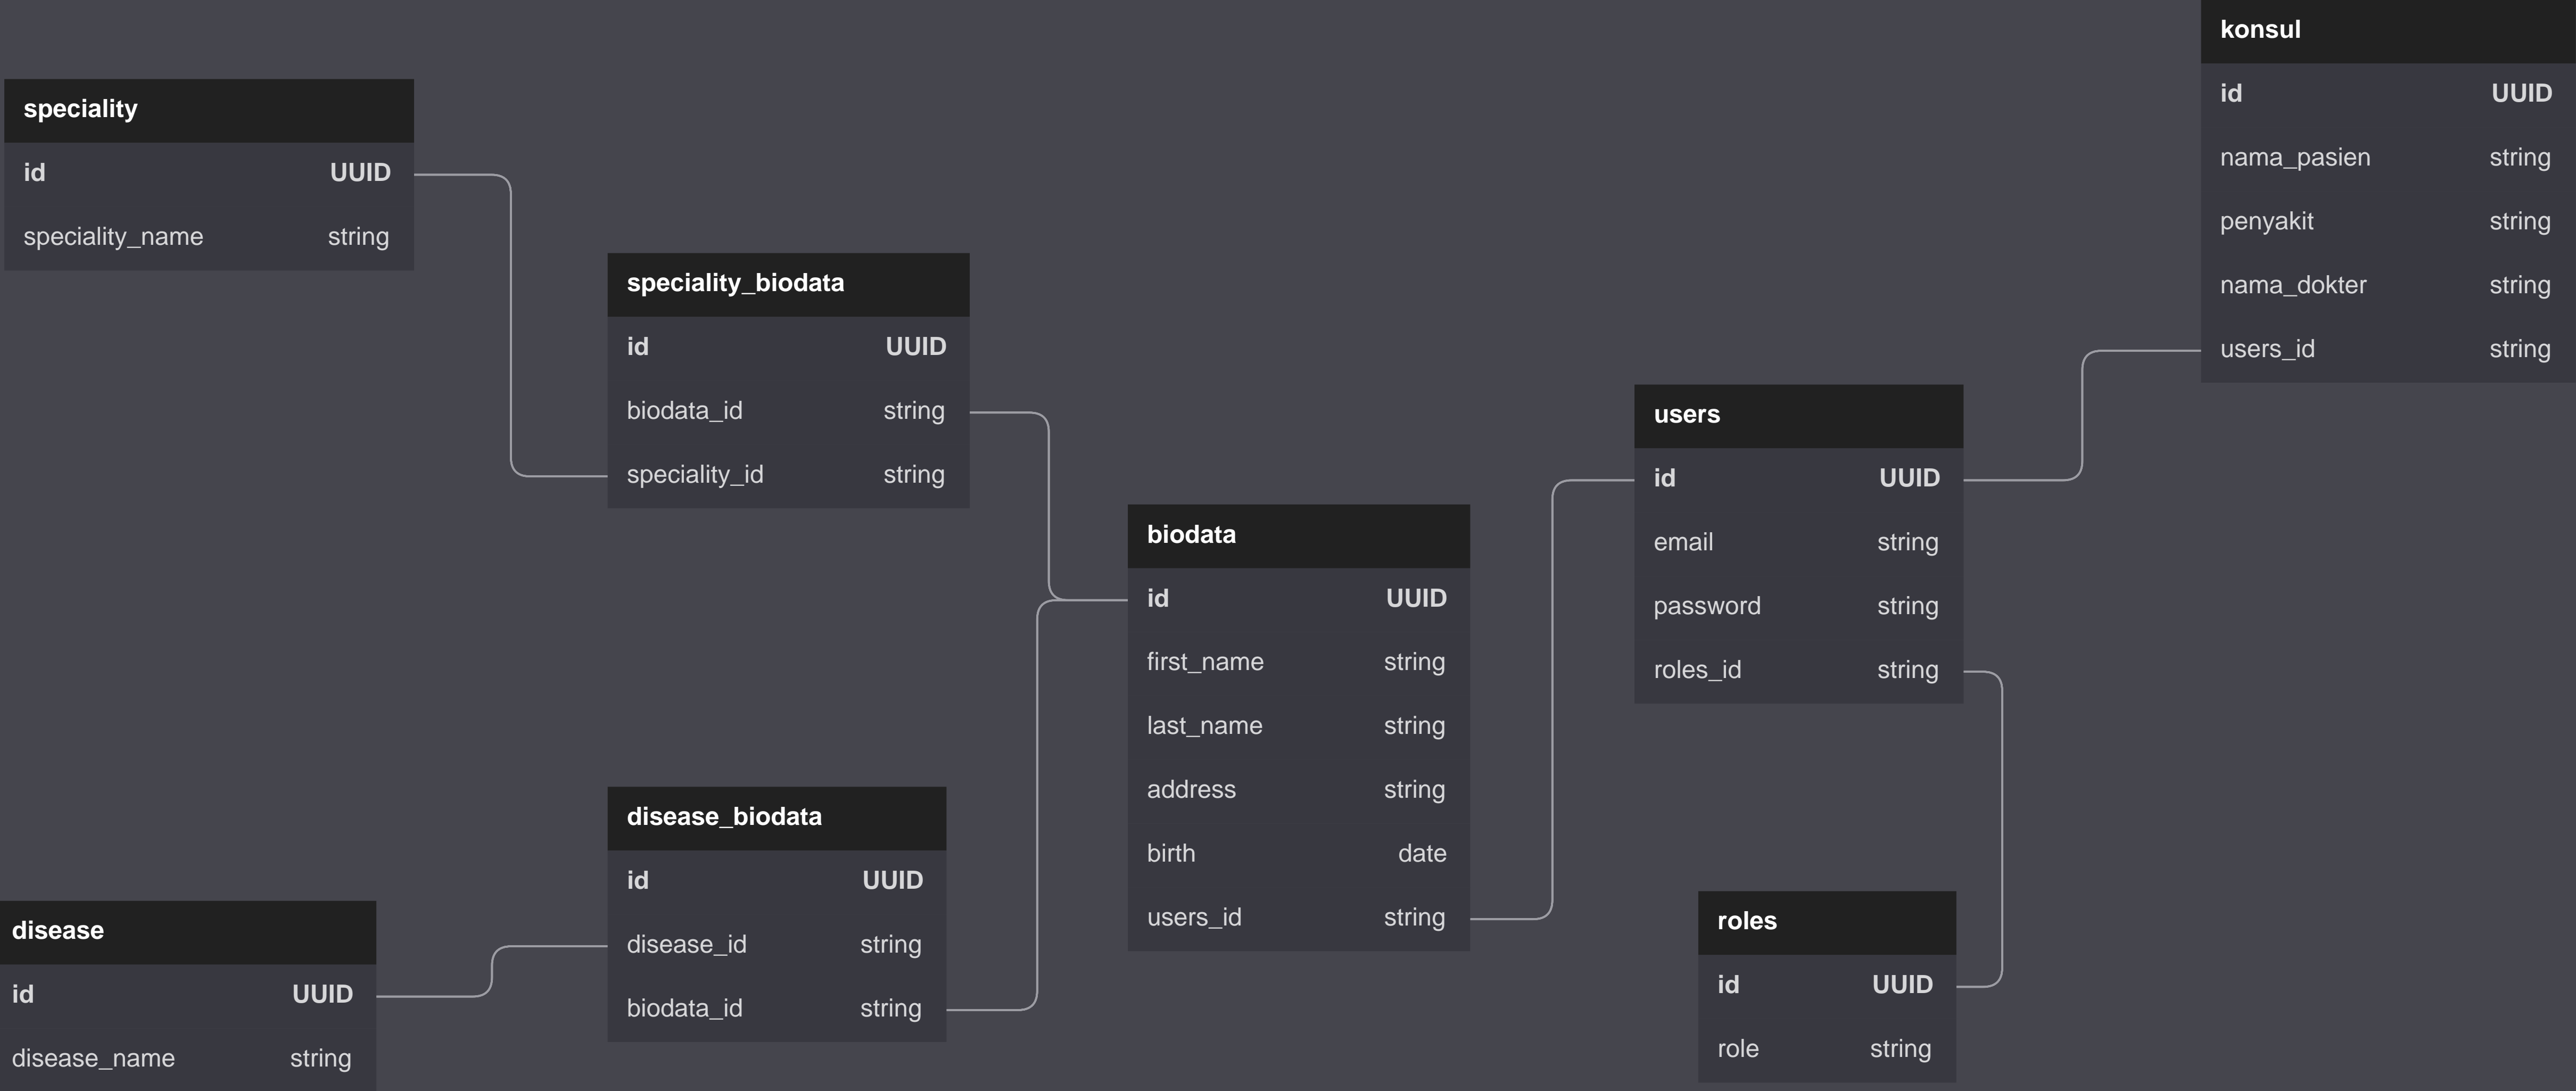 konsul
id UUID
nama_pasien string
penyakit string
nama_dokter string
users_id string
speciality
id UUID
speciality_name string
speciality_biodata
id UUID
biodata_id string
speciality_id string
users
id UUID
email string
password string
roles_id string
biodata
id UUID
first_name string
last_name string
address string
birth date
users_id string
disease_biodata
id UUID
disease_id string
biodata_id string
roles
id UUID
role string
disease
id UUID
disease_name string